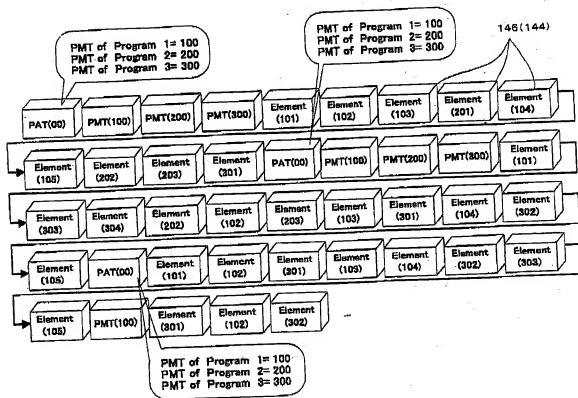 PMT of Program 1= 100
PMT of Program 2= 200
PMT of Program 3= 300
PMT of Program 1= 100
PMT of Program 2= 200
PMT of Program 3= 300
146(144)
PAT(00) PMT(100) PMT(200) PMT(300) Element (101) Element (102) Element (103) Element (201) Element (104)
Element (105) Element (202) Element (203) Element (301) PAT(00) PMT(100) PMT(200) PMT(300) Element (101)
Element (303) Element (304) Element (202) Element (102) Element (203) Element (103) Element (301) Element (104) Element (302)
Element (105) PAT(00) Element (101) Element (102) Element (201) Element (103) Element (104) Element (302) Element (303)
Element (105) PMT(100) Element (301) Element (102) Element (302)
PMT of Program 1= 100
PMT of Program 2= 200
PMT of Program 3= 300